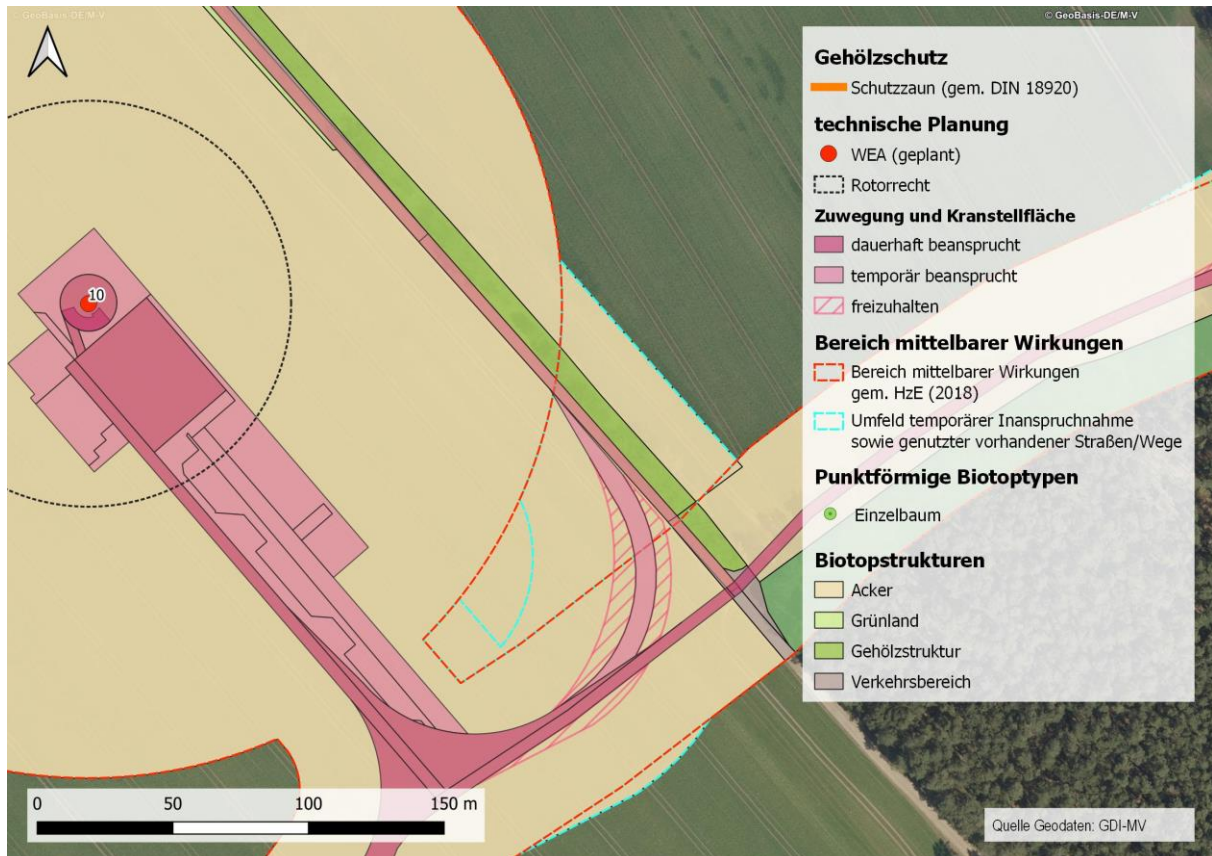 © GeoBasis-DE/M-V
© GeoBasis-DE/M-V
Gehölzschutz
Schutzzaun (gem. DIN 18920)
technische Planung
WEA (geplant)
Rotorrecht
Zuwegung und Kranstellfläche
dauerhaft beansprucht
temporär beansprucht
freizuhalten
Bereich mittelbarer Wirkungen
Bereich mittelbarer Wirkungen
gem. HzE (2018)
Umfeld temporärer Inanspruchnahme
sowie genutzter vorhandener Straßen/Wege
Punktförmige Biotoptypen
Einzelbaum
Biotopstrukturen
Acker
Grünland
Gehölzstruktur
Verkehrsbereich
10
0 50 100 150 m
Quelle Geodaten: GDI-MV